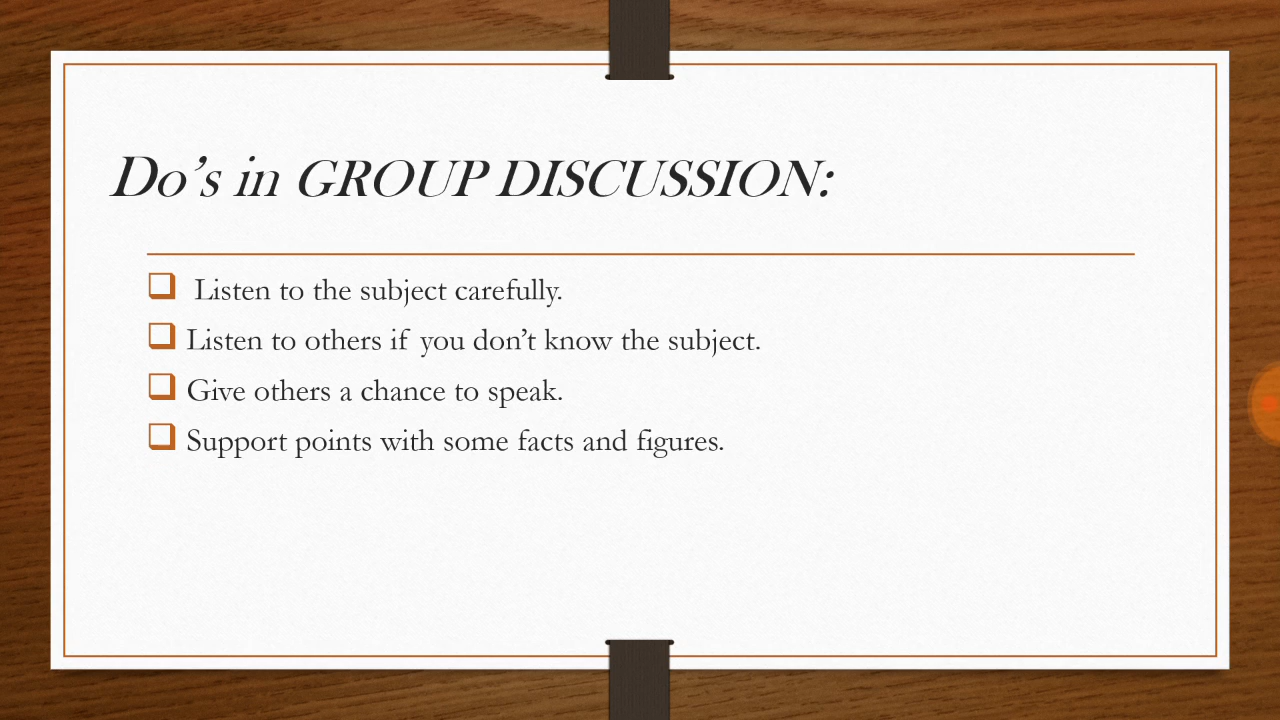 Do’s in GROUP DISCUSSION:
Listen to the subject carefully.
Listen to others if you don’t know the subject.
Give others a chance to speak.
Support points with some facts and figures.